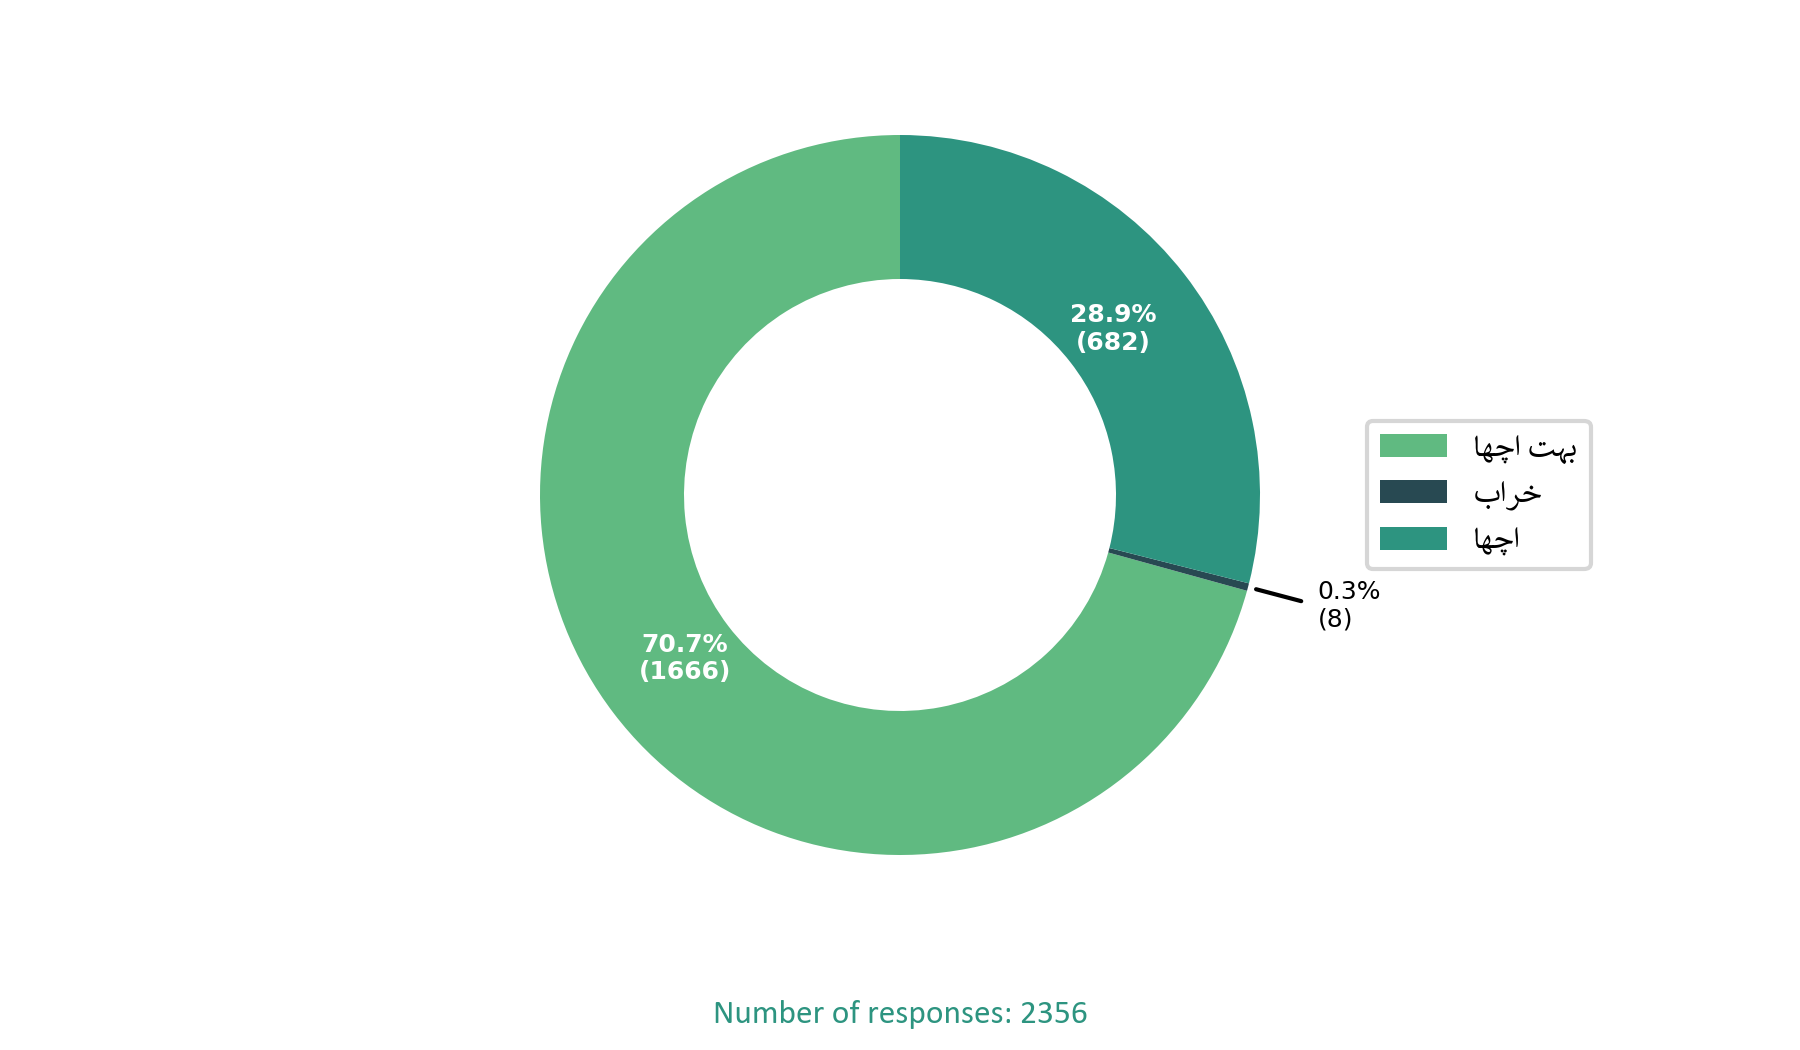 28.9%
(682)
بہت اچھا
خراب
اچھا
0.3%
(8)
70.7%
(1666)
Number of responses: 2356